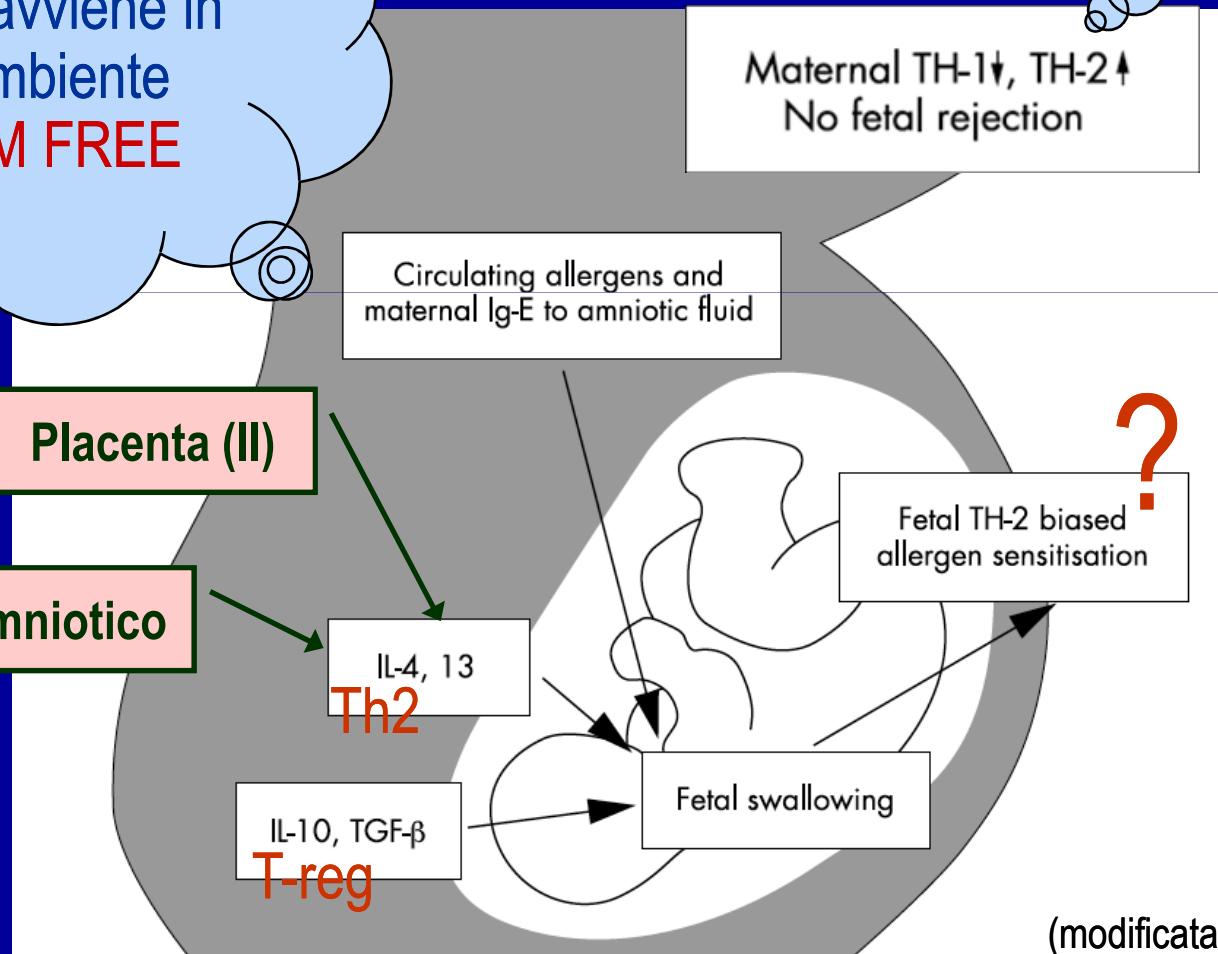 avviene in
mbiente
M FREE
Maternal TH-1↓, TH-2↑
No fetal rejection
Circulating allergens and
maternal Ig-E to amniotic fluid
Placenta (II)
?
Fetal TH-2 biased
allergen sensitisation
mniotico
IL-4, 13
Th2
Fetal swallowing
IL-10, TGF-β
T-reg
(modificata